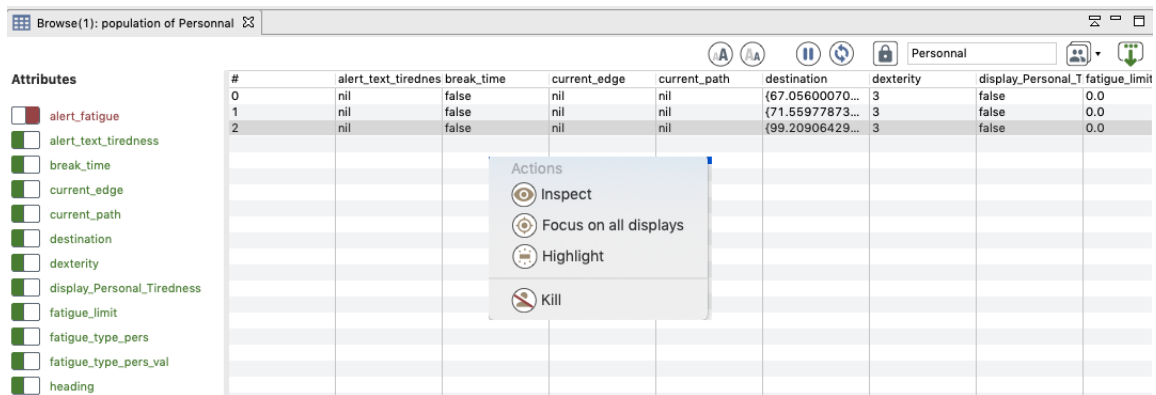 Browse(1): population of Personnal
Personnal
Attributes
alert_fatigue
alert_text_tiredness
break_time
current_edge
current_path
destination
dexterity
display_Personal_Tiredness
fatigue_limit
fatigue_type_pers
fatigue_type_pers_val
heading
# alert_text_tirednes break_time current_edge current_path destination dexterity display_Personal_T fatigue_limit
0 nil false nil nil {67.05600070... 3 false 0.0
1 nil false nil nil {71.55977873... 3 false 0.0
2 nil false nil nil {99.20906429... 3 false 0.0
Actions
Inspect
Focus on all displays
Highlight
Kill